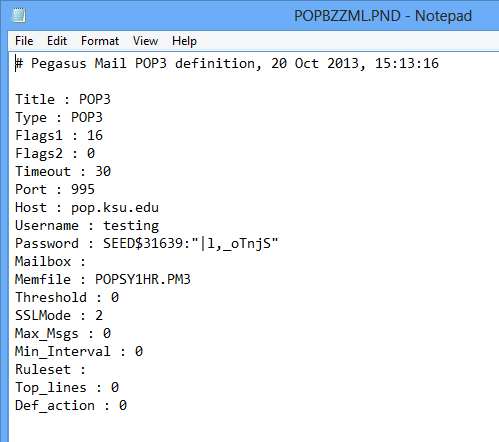 POPBZZML.PND - Notepad
File Edit Format View Help
# Pegasus Mail POP3 definition, 20 Oct 2013, 15:13:16
Title : POP3
Type : POP3
Flags1 : 16
Flags2 : 0
Timeout : 30
Port : 995
Host : pop.ksu.edu
Username : testing
Password : SEED$31639:"|l,_oTnjS"
Mailbox :
Memfile : POPSY1HR.PM3
Threshold : 0
SSLMode : 2
Max_Msgs : 0
Min_Interval : 0
Ruleset :
Top_lines : 0
Def_action : 0